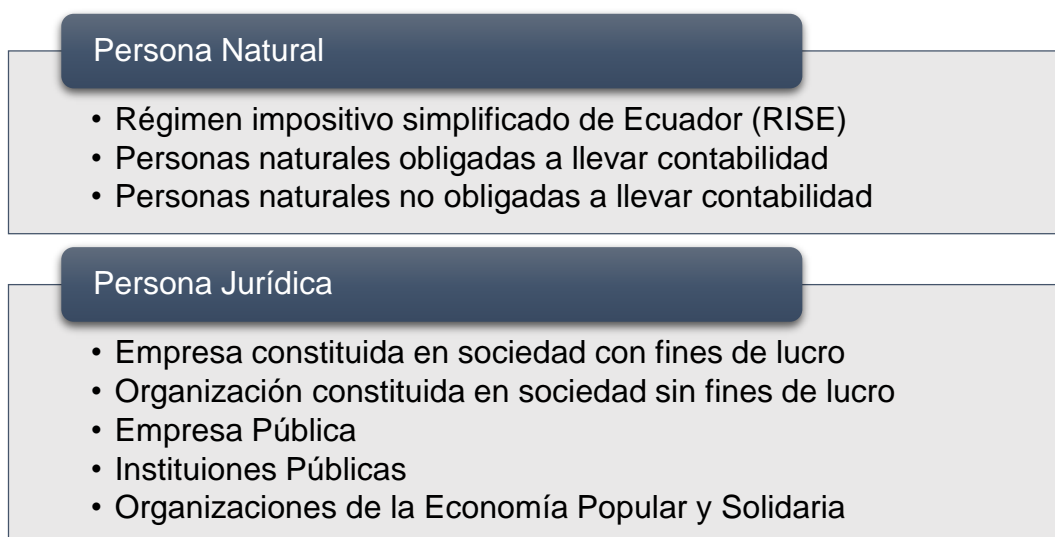 Persona Natural
• Régimen impositivo simplificado de Ecuador (RISE)
• Personas naturales obligadas a llevar contabilidad
• Personas naturales no obligadas a llevar contabilidad
Persona Jurídica
• Empresa constituida en sociedad con fines de lucro
• Organización constituida en sociedad sin fines de lucro
• Empresa Pública
• Instituiones Públicas
• Organizaciones de la Economía Popular y Solidaria